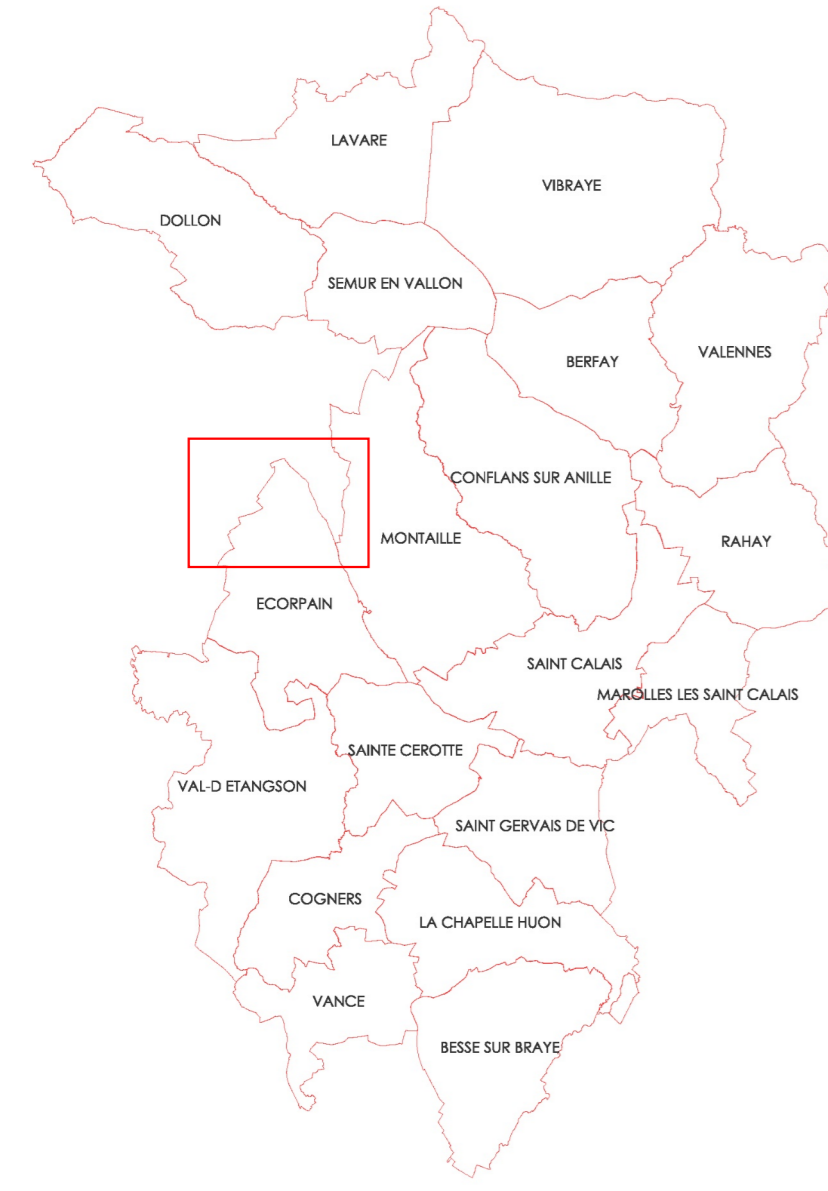 LAVARE
VIBRAYE
DOLLON
SEMUR EN VALLON
VALENNES
BERFAY
CONFLANS SUR ANILLE
MONTAILLE
RAHAY
ECORPAIN
SAINT CALAIS
MAROLLES LES SAINT CALAIS
SAINTE CEROTTE
VAL-D ETANGSON
SAINT GERVAIS DE VIC
COGNERS
LA CHAPELLE HUON
VANCE
BESSE SUR BRAYE